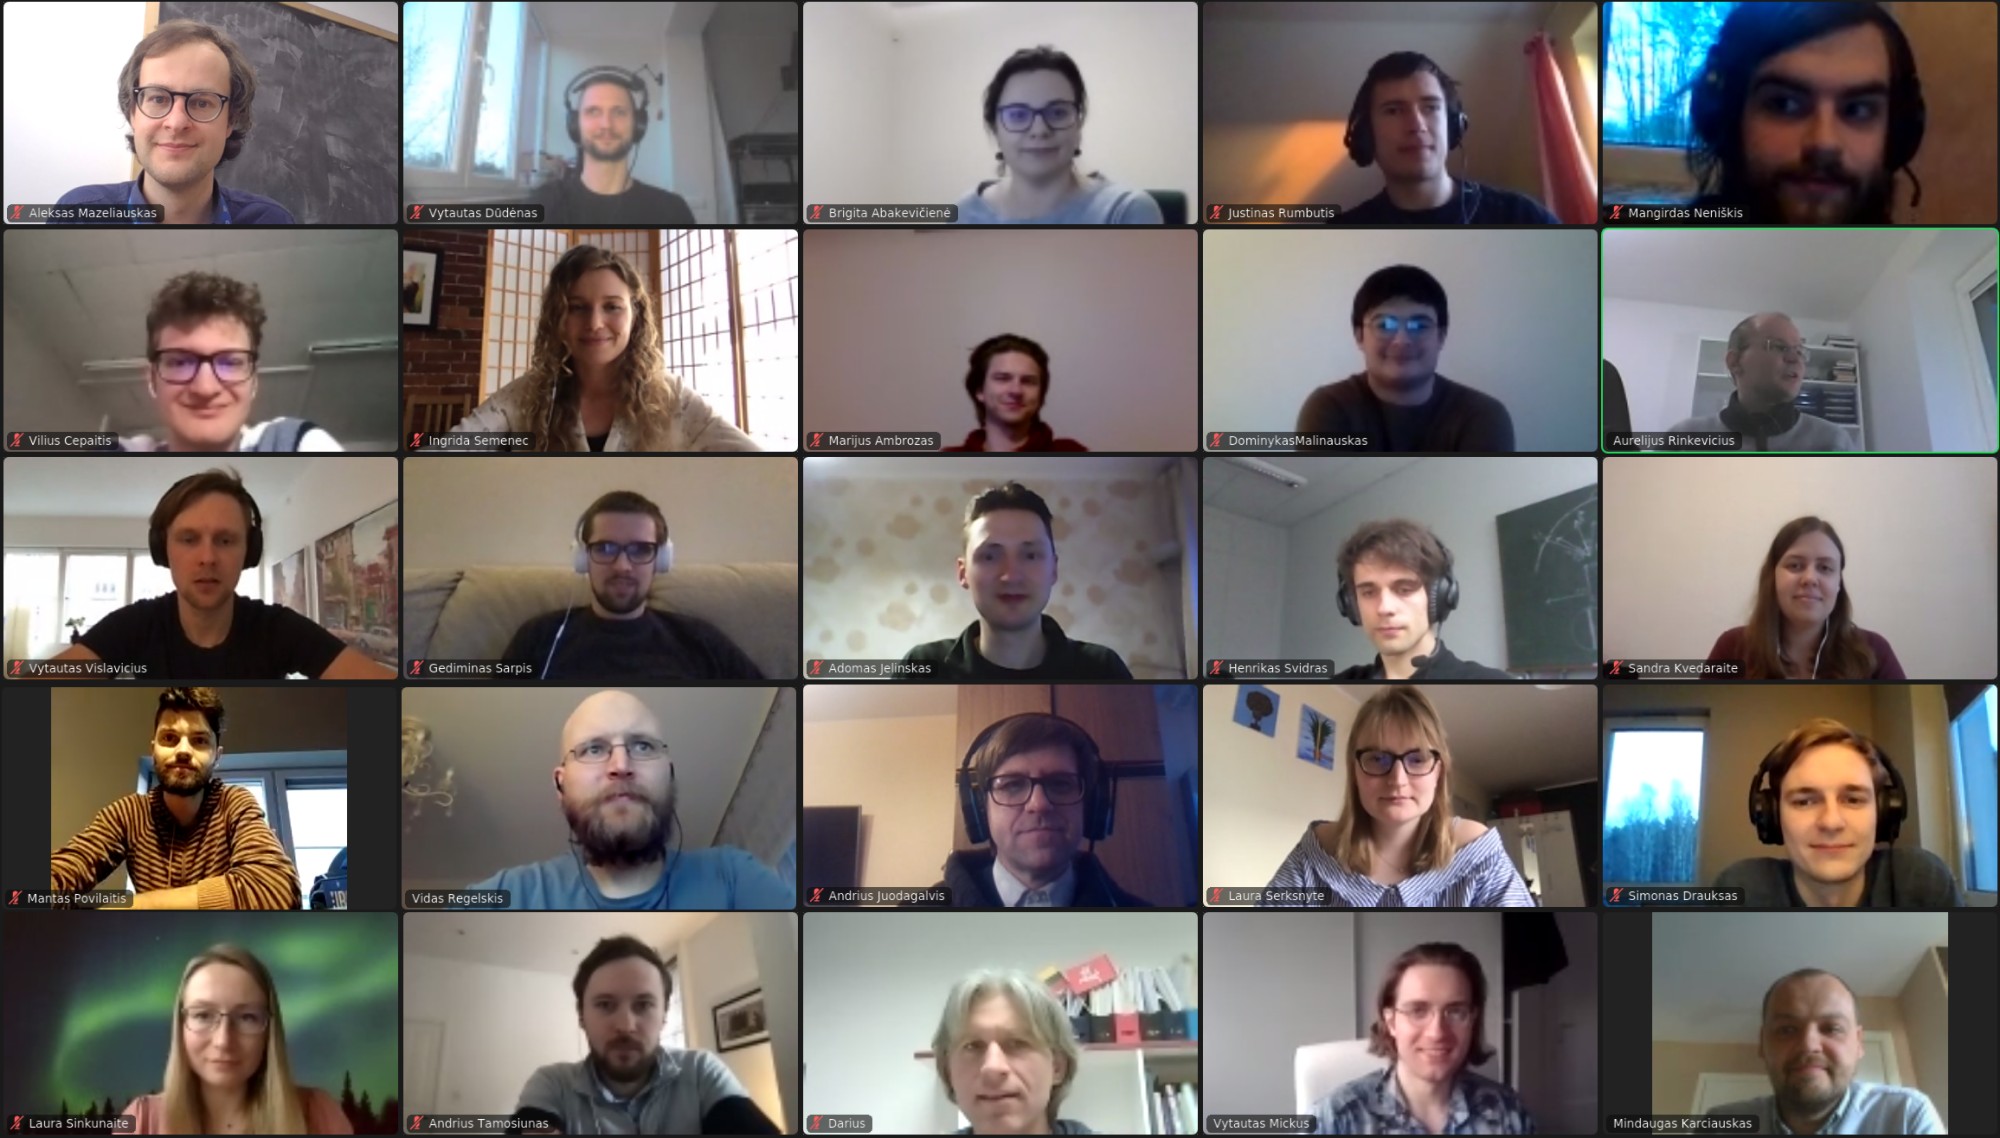 Aleksas Mazeliauskas
Vytautas Dūdėnas
Brigita Abakevičienė
Justinas Rumbutis
Mangirdas Neniškis
Vilius Cepaitis
Ingrida Semenec
Marijus Ambrozas
DominykasMalinauskas
Aurelijus Rinkevicius
Vytautas Vislavicius
Gediminas Sarpis
Adomas Jelinskas
Henrikas Svidras
Sandra Kvedaraite
Mantas Povilaitis
Vidas Regelskis
Andrius Juodagalvis
Laura Serksnyte
Simonas Drauksas
Laura Sinkunaite
Andrius Tamosiunas
Darius
Vytautas Mickus
Mindaugas Karciauskas